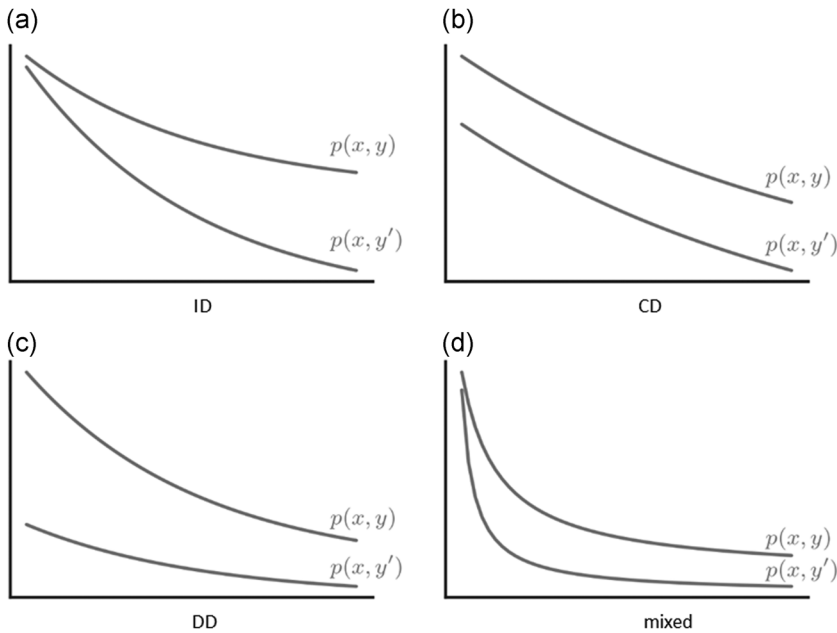 (a)
p(x, y)
p(x, y′)
ID
(b)
p(x, y)
p(x, y′)
CD
(c)
p(x, y)
p(x, y′)
DD
(d)
p(x, y)
p(x, y′)
mixed